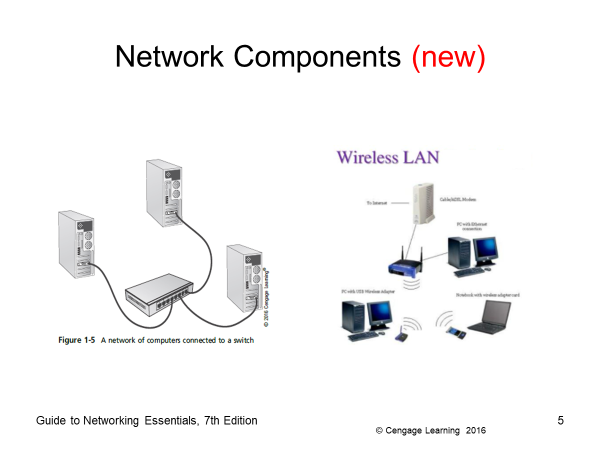 Network Components (new)
Wireless LAN
To Internet
Cable/xDSL Modem
PC with Ethernet
connection
PC with USB Wireless Adapter
Notebook with wireless adapter card
© 2016 Cengage Learning®
Figure 1-5 A network of computers connected to a switch
Guide to Networking Essentials, 7th Edition
© Cengage Learning 2016
5